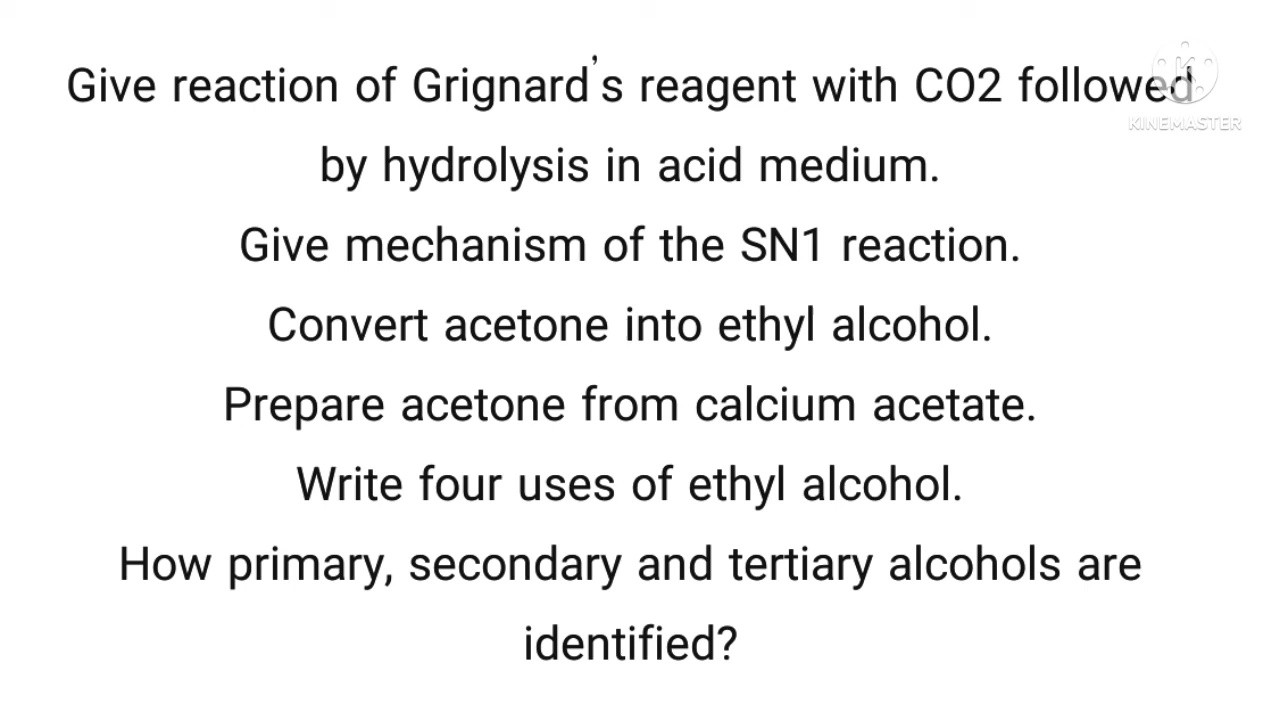 Give reaction of Grignard's reagent with CO2 followed
by hydrolysis in acid medium.
Give mechanism of the SN1 reaction.
Convert acetone into ethyl alcohol.
Prepare acetone from calcium acetate.
Write four uses of ethyl alcohol.
How primary, secondary and tertiary alcohols are
identified?
K
KINEMASTER